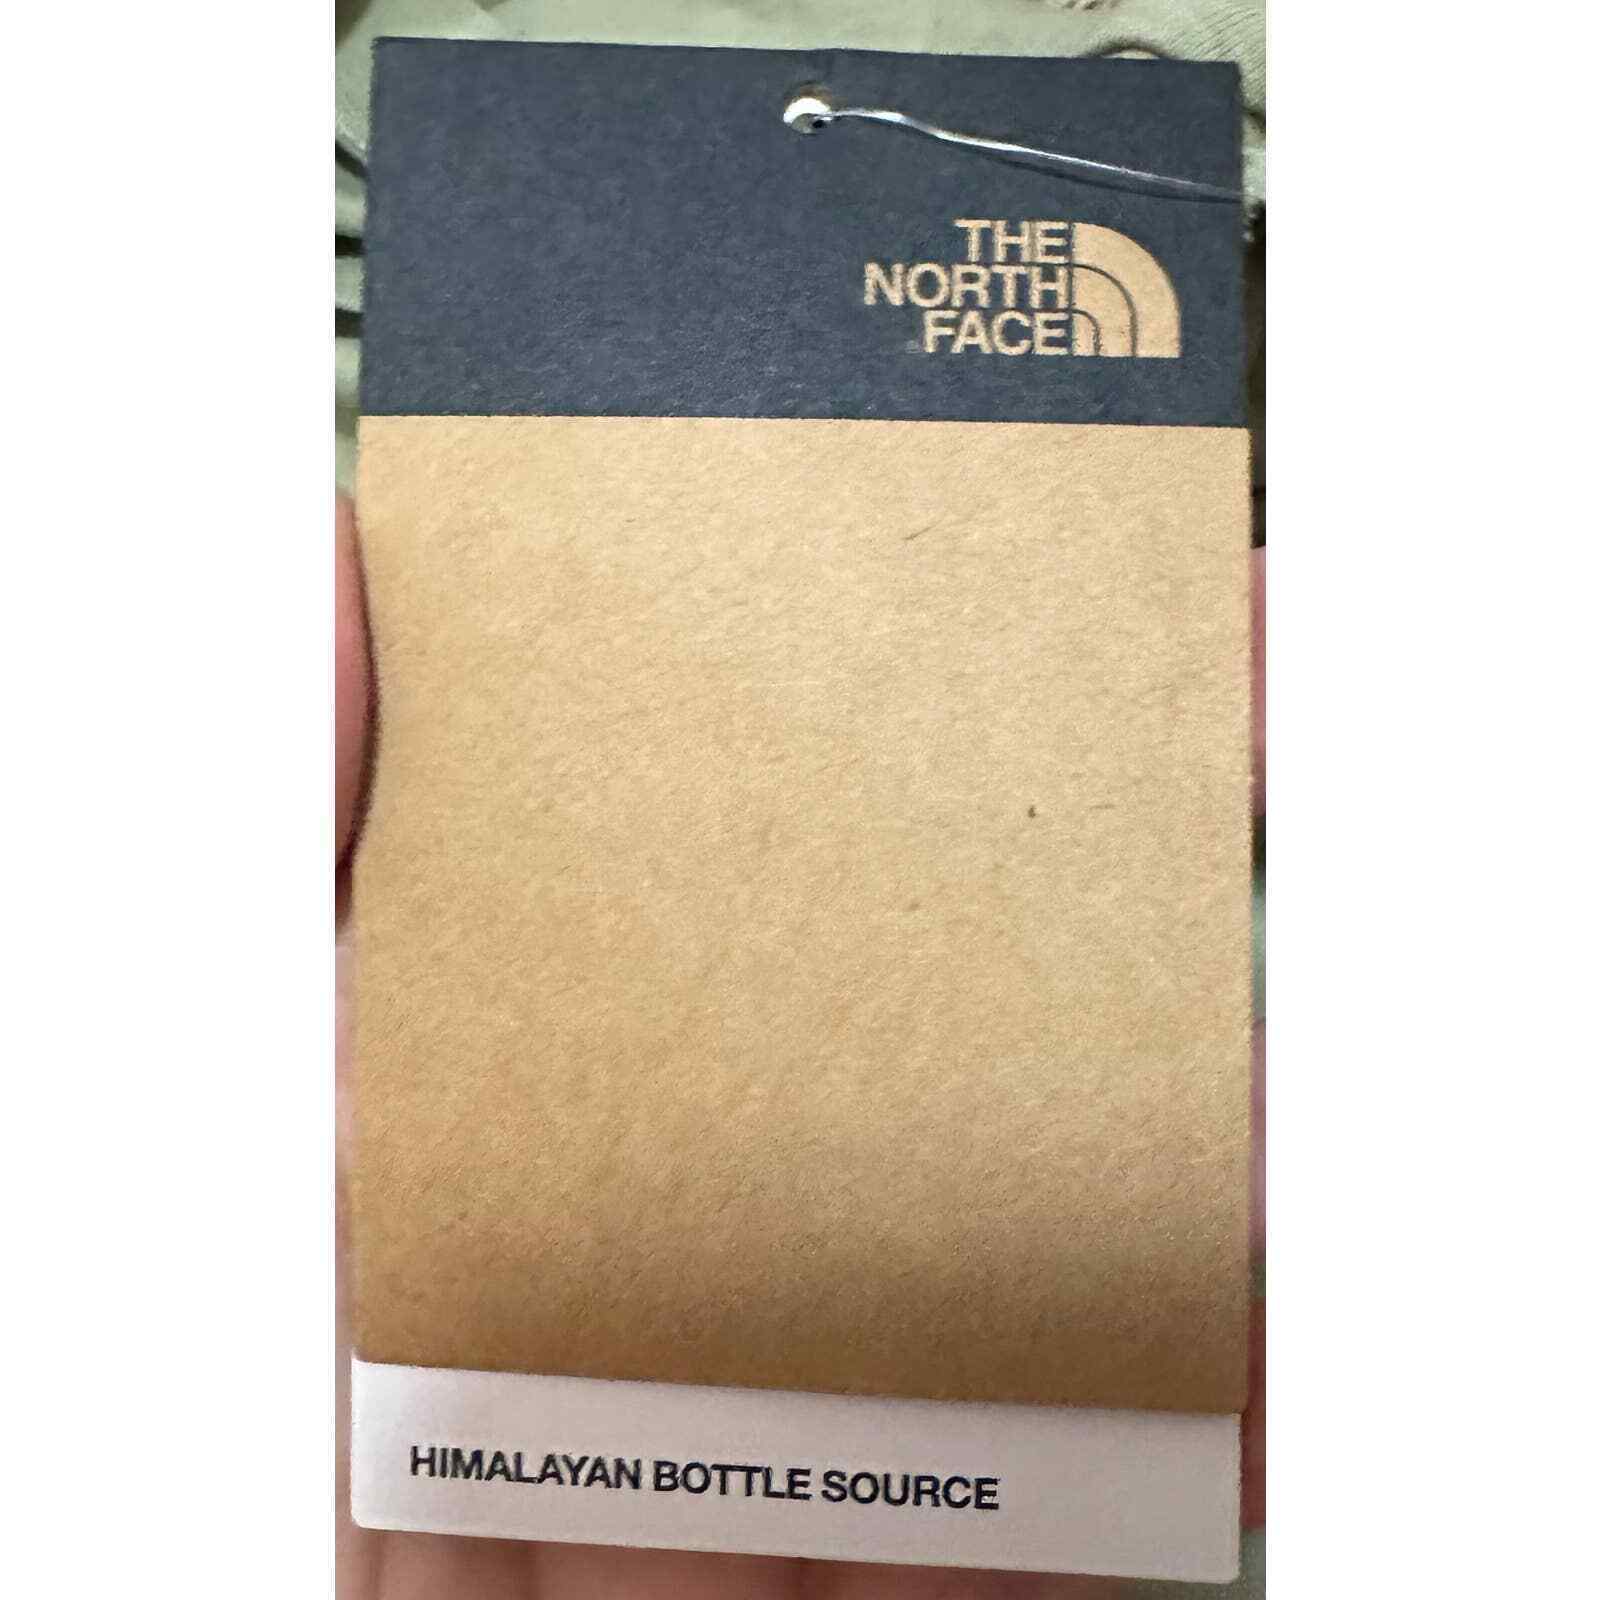 THE
NORTH
FACE
HIMALAYAN BOTTLE SOURCE